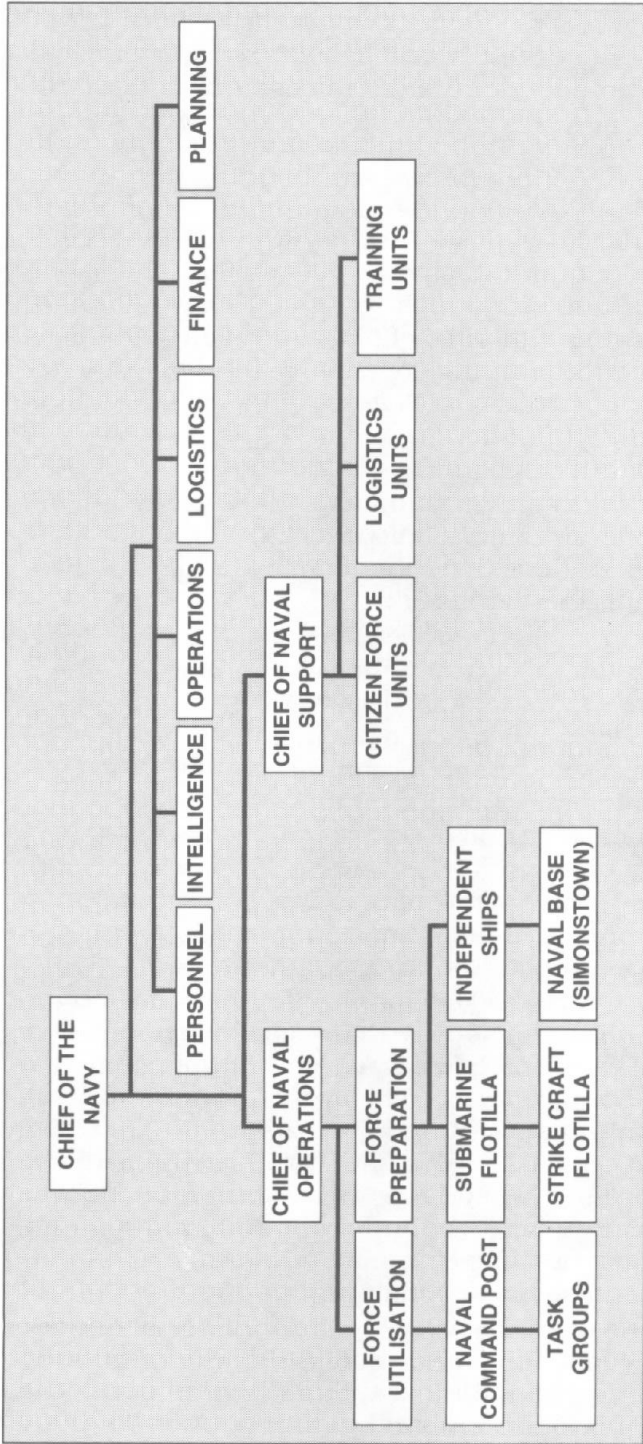 CHIEF OF THE
NAVY
PERSONNEL
INTELLIGENCE
OPERATIONS
LOGISTICS
FINANCE
PLANNING
CHIEF OF NAVAL
OPERATIONS
CHIEF OF NAVAL
SUPPORT
FORCE
UTILISATION
FORCE
PREPARATION
CITIZEN FORCE
UNITS
LOGISTICS
UNITS
TRAINING
UNITS
NAVAL
COMMAND POST
SUBMARINE
FLOTILLA
INDEPENDENT
SHIPS
TASK
GROUPS
STRIKE CRAFT
FLOTILLA
NAVAL BASE
(SIMONSTOWN)